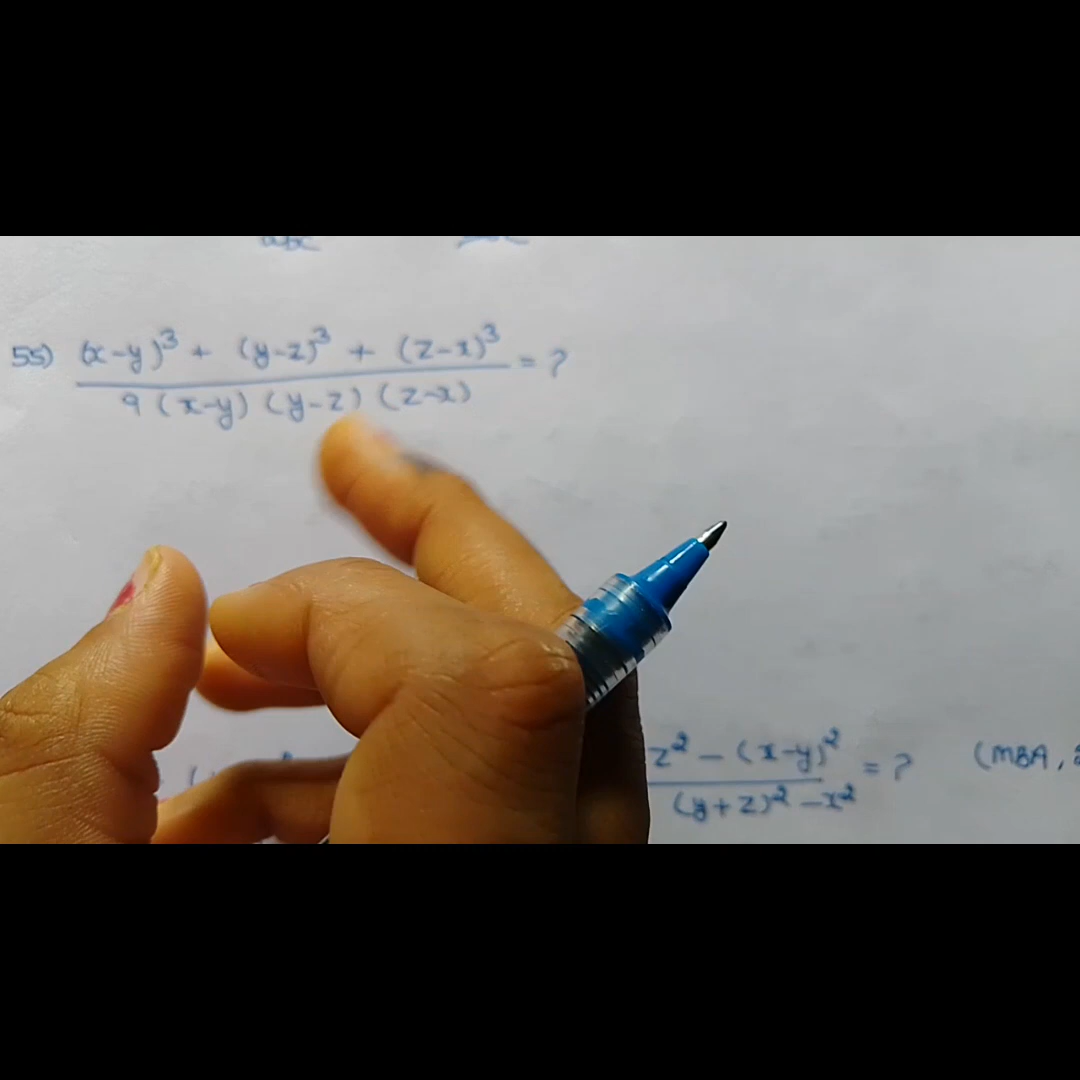 55) (x-y)³ + (y-z)³ + (z-x)³ = ?
9 (x-y) (y-z) (z-x)
z² - (x-y)² = ? (MBA,
(y+z)² - x²